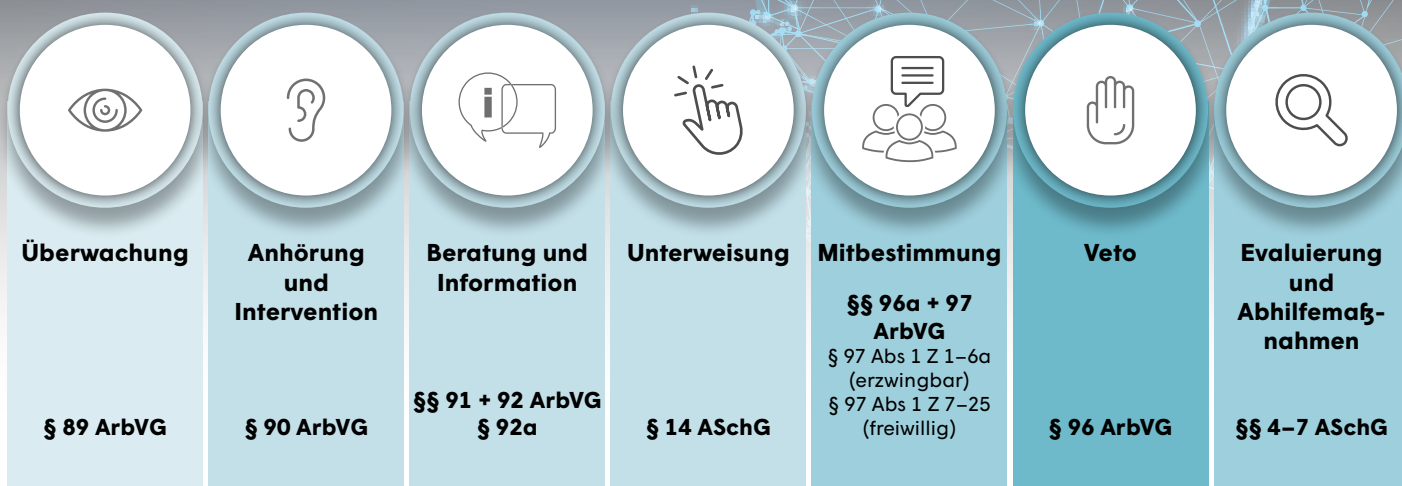 Überwachung
§ 89 ArbVG
Anhörung
und
Intervention
§ 90 ArbVG
i
Beratung und
Information
§§ 91 + 92 ArbVG
§ 92a
Unterweisung
§ 14 ASchG
Mitbestimmung
§§ 96a + 97
ArbVG
§ 97 Abs 1 Z 1–6a
(erzwingbar)
§ 97 Abs 1 Z 7–25
(freiwillig)
Veto
§ 96 ArbVG
Evaluierung
und
Abhilfemaß-
nahmen
§§ 4–7 ASchG